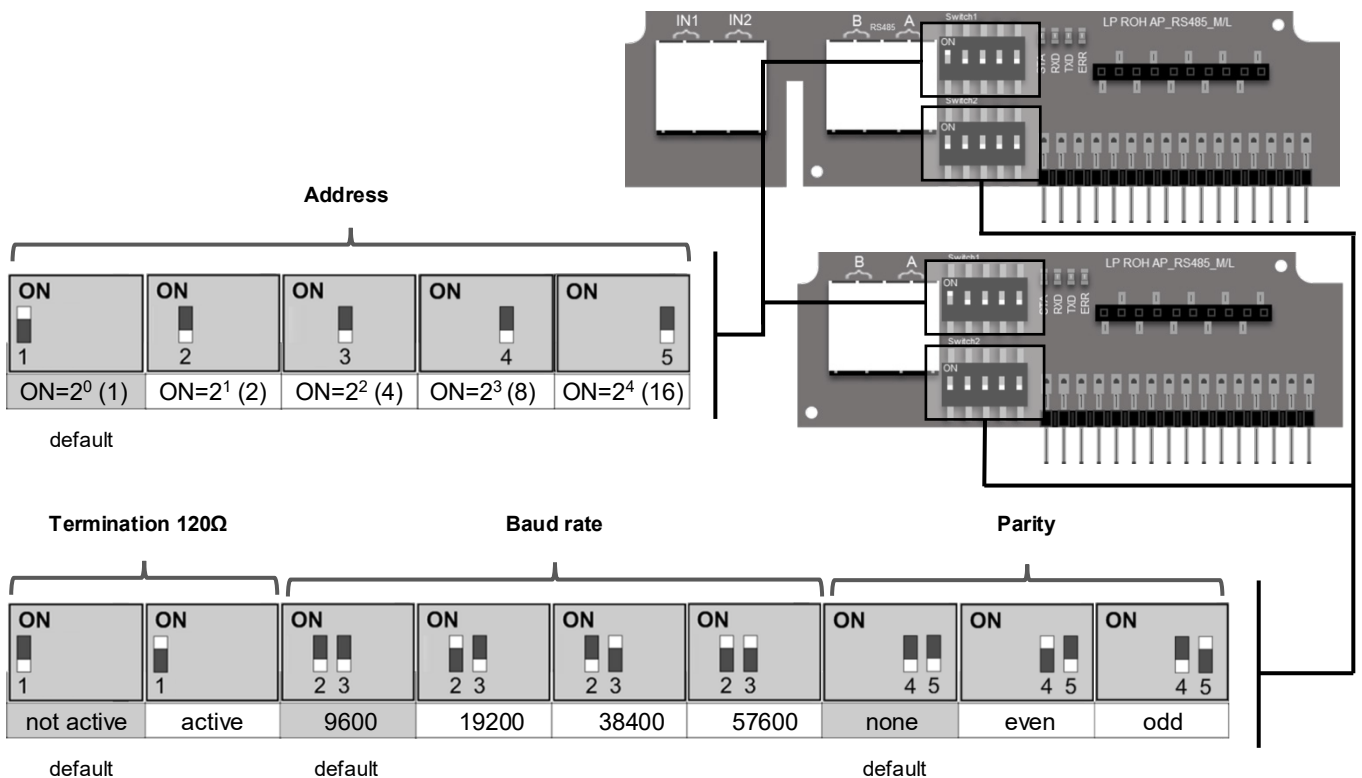 IN1 IN2 B RS485 A Switch1 LP ROH AP_RS485_M/L
ON
STA RXD TXD ERR
Switch2
ON
Address
B A Switch1 LP ROH AP_RS485_M/L
ON
STA RXD TXD ERR
Switch2
ON
ON ON ON ON ON
1 2 3 4 5
ON=2⁰ (1) ON=2¹ (2) ON=2² (4) ON=2³ (8) ON=2⁴ (16)
default
Termination 120Ω Baud rate Parity
ON ON ON ON ON ON ON ON ON
1 1 2 3 2 3 2 3 2 3 4 5 4 5 4 5
not active active 9600 19200 38400 57600 none even odd
default default default